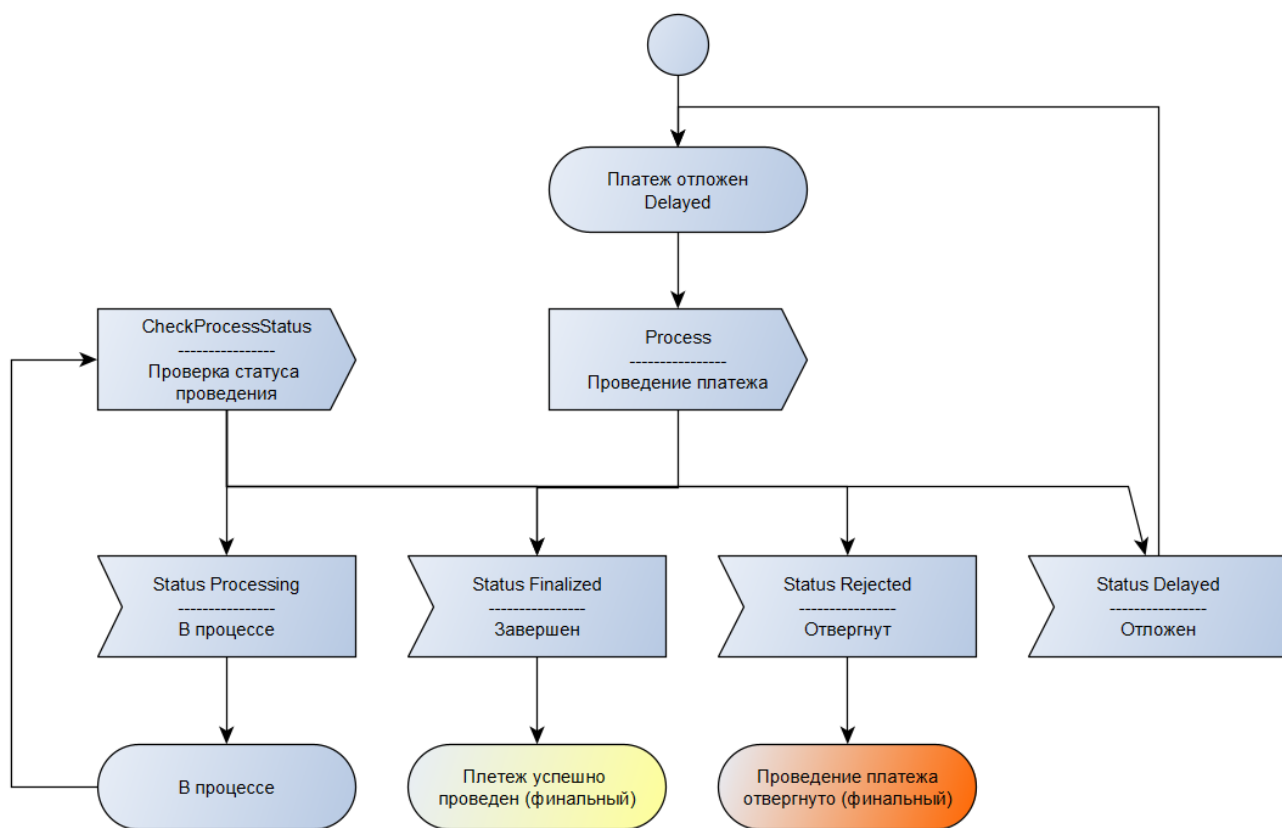 Платеж отложен
Delayed
CheckProcessStatus
----------------
Проверка статуса
проведения
Process
----------------
Проведение платежа
Status Processing
----------------
В процессе
Status Finalized
----------------
Завершен
Status Rejected
----------------
Отвергнут
Status Delayed
----------------
Отложен
В процессе
Плетеж успешно
проведен (финальный)
Проведение платежа
отвергнуто (финальный)